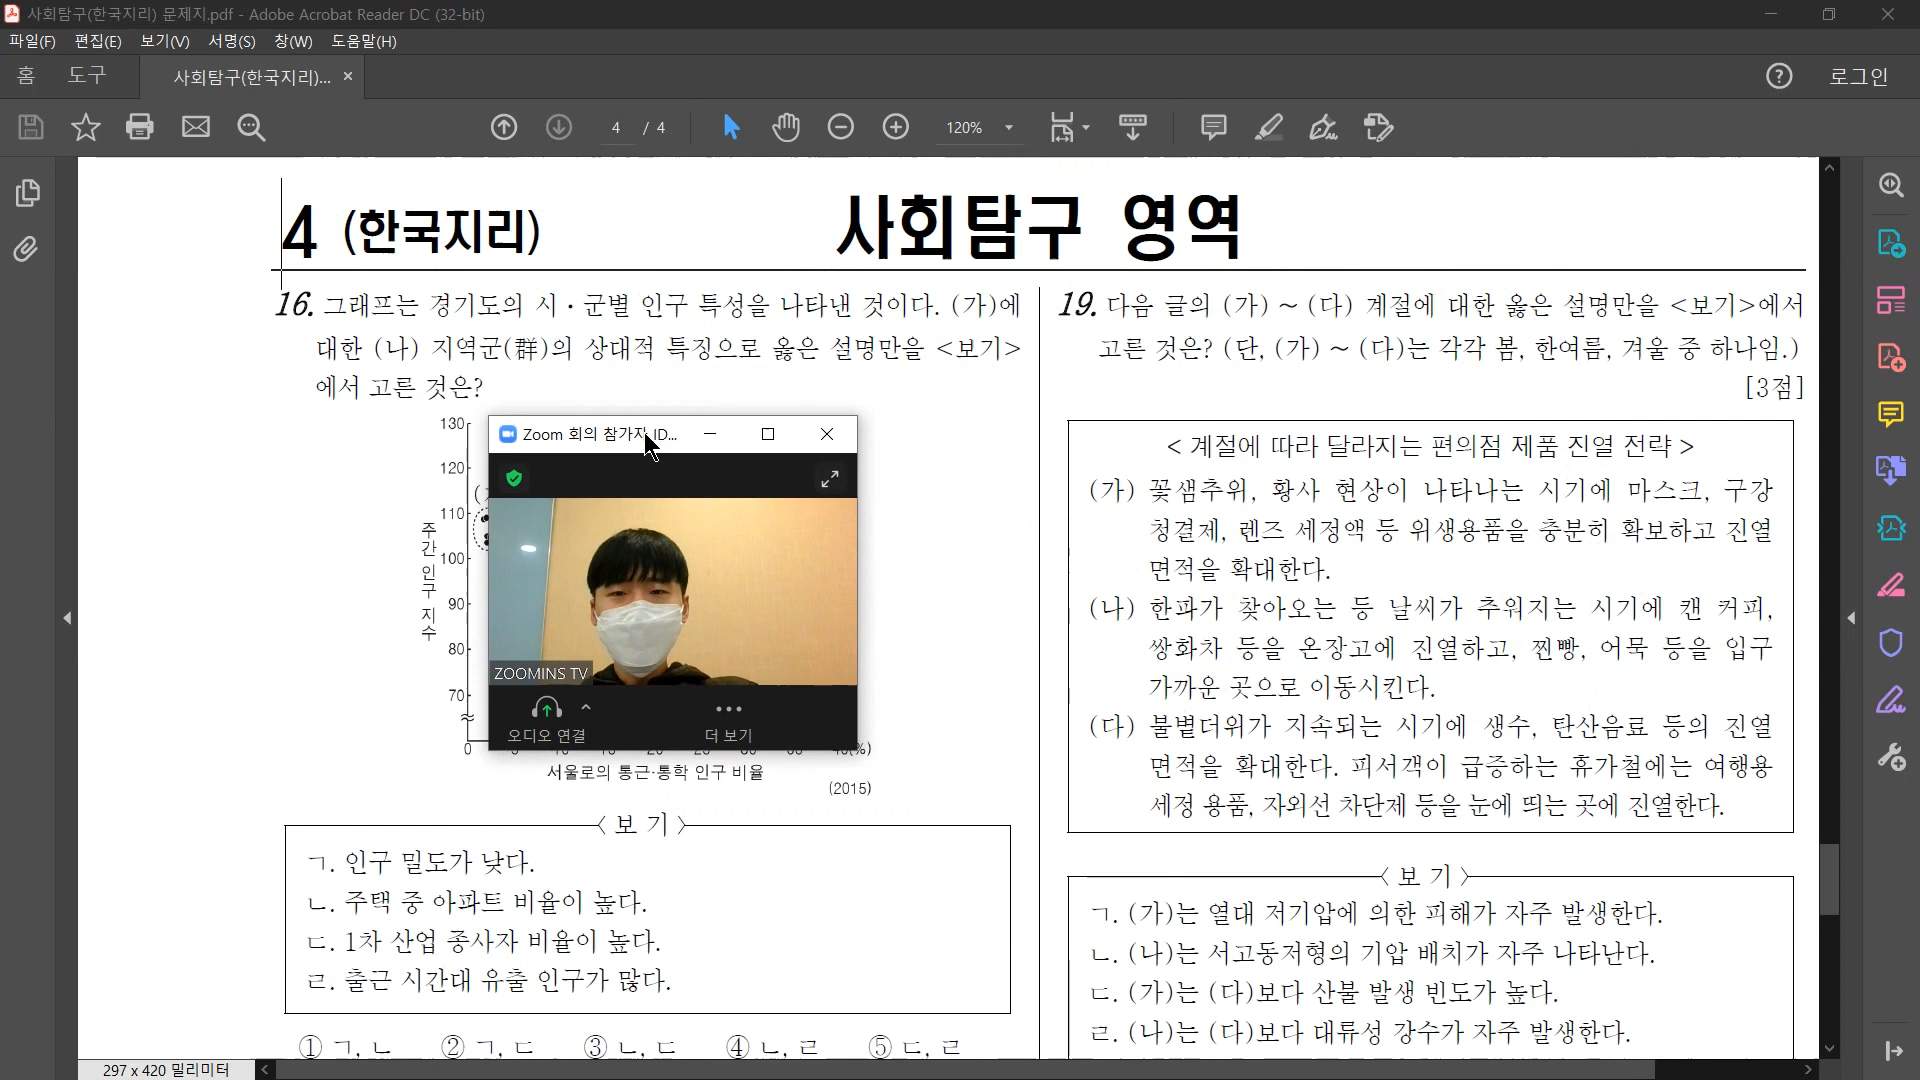 사회탐구(한국지리) 문제지.pdf - Adobe Acrobat Reader DC (32-bit)
파일(F) 편집(E) 보기(V) 서명(S) 창(W) 도움말(H)
홈 도구 사회탐구(한국지리)... × 로그인
4 / 4 120%
4 (한국지리) 사회탐구 영역
16. 그래프는 경기도의 시·군별 인구 특성을 나타낸 것이다. (가)에
대한 (나) 지역군(群)의 상대적 특징으로 옳은 설명만을 <보기>
에서 고른 것은?
130
120
110
100
90
80
70
0
주간 인구 지수
Zoom 회의 참가자 ID...
ZOOMINS TV
오디오 연결 더 보기
서울로의 통근·통학 인구 비율
(2015)
<보 기>
ㄱ. 인구 밀도가 낮다.
ㄴ. 주택 중 아파트 비율이 높다.
ㄷ. 1차 산업 종사자 비율이 높다.
ㄹ. 출근 시간대 유출 인구가 많다.
① ㄱ, ㄴ ② ㄱ, ㄷ ③ ㄴ, ㄷ ④ ㄴ, ㄹ ⑤ ㄷ, ㄹ
19. 다음 글의 (가) ~ (다) 계절에 대한 옳은 설명만을 <보기>에서
고른 것은? (단, (가) ~ (다)는 각각 봄, 한여름, 겨울 중 하나임.)
[3점]
< 계절에 따라 달라지는 편의점 제품 진열 전략 >
(가) 꽃샘추위, 황사 현상이 나타나는 시기에 마스크, 구강
청결제, 렌즈 세정액 등 위생용품을 충분히 확보하고 진열
면적을 확대한다.
(나) 한파가 찾아오는 등 날씨가 추워지는 시기에 캔 커피,
쌍화차 등을 온장고에 진열하고, 찐빵, 어묵 등을 입구
가까운 곳으로 이동시킨다.
(다) 불볕더위가 지속되는 시기에 생수, 탄산음료 등의 진열
면적을 확대한다. 피서객이 급증하는 휴가철에는 여행용
세정 용품, 자외선 차단제 등을 눈에 띄는 곳에 진열한다.
<보 기>
ㄱ. (가)는 열대 저기압에 의한 피해가 자주 발생한다.
ㄴ. (나)는 서고동저형의 기압 배치가 자주 나타난다.
ㄷ. (가)는 (다)보다 산불 발생 빈도가 높다.
ㄹ. (나)는 (다)보다 대류성 강수가 자주 발생한다.
297 x 420 밀리미터